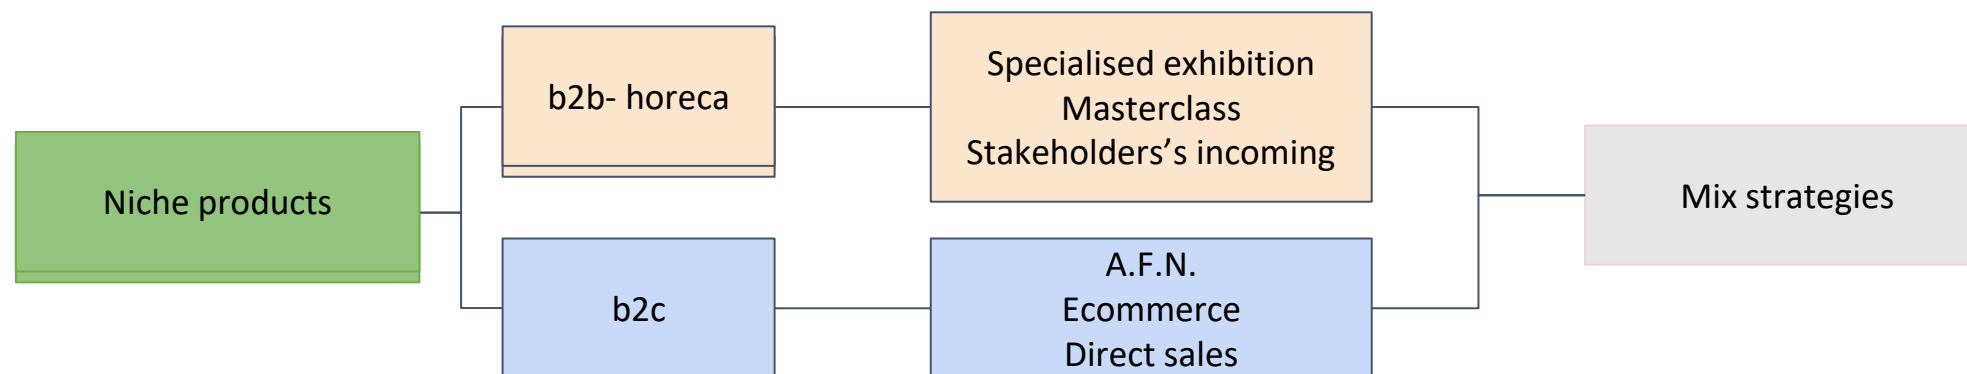 Niche products
b2b- horeca
Specialised exhibition
Masterclass
Stakeholders’s incoming
b2c
A.F.N.
Ecommerce
Direct sales
Mix strategies